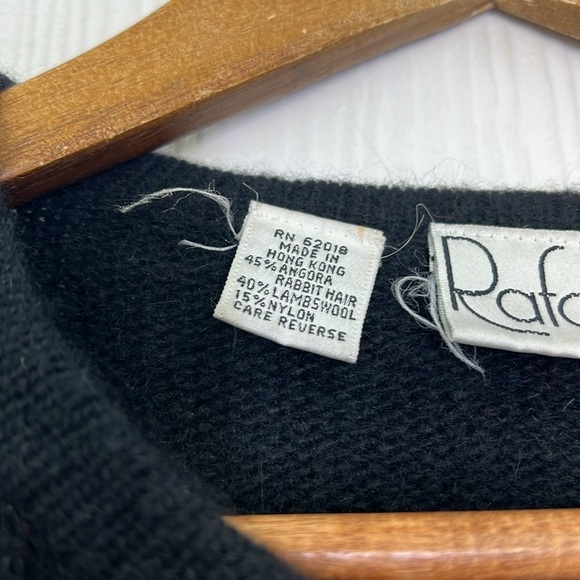 RN 62018
MADE IN
HONG KONG
45% ANGORA
RABBIT HAIR
40% LAMBSWOOL
15% NYLON
CARE REVERSE
Rafa